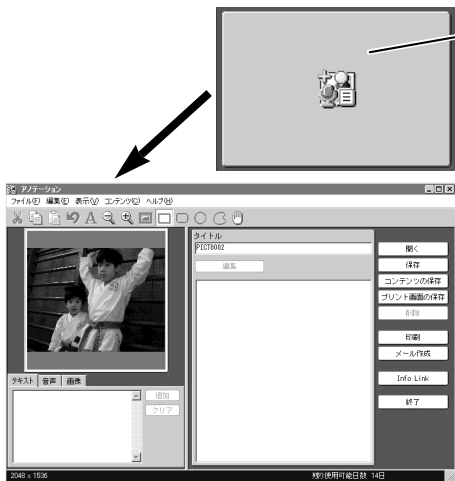 アノテーション
ファイル(F) 編集(E) 表示(V) コンテンツ(C) ヘルプ(H)
A
タイトル
PICT0002
編集
開く
保存
コンテンツの保存
プリント画面の保存
削除
印刷
メール作成
Info Link
終了
テキスト 音声 画像
追加
クリア
2048 × 1536
残り使用可能日数 14日